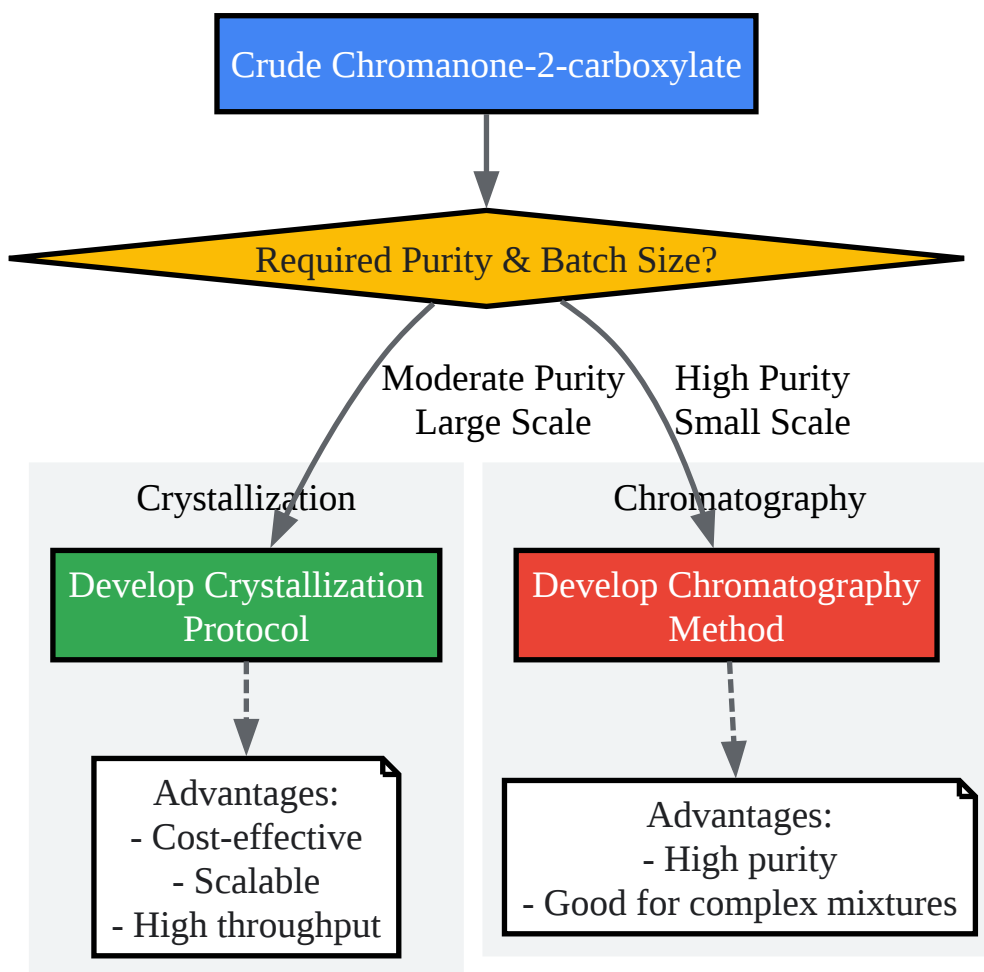 Crude Chromanone-2-carboxylate
Required Purity & Batch Size?
Moderate Purity
Large Scale
High Purity
Small Scale
Crystallization
Develop Crystallization
Protocol
Advantages:
- Cost-effective
- Scalable
- High throughput
Chromatography
Develop Chromatography
Method
Advantages:
- High purity
- Good for complex mixtures